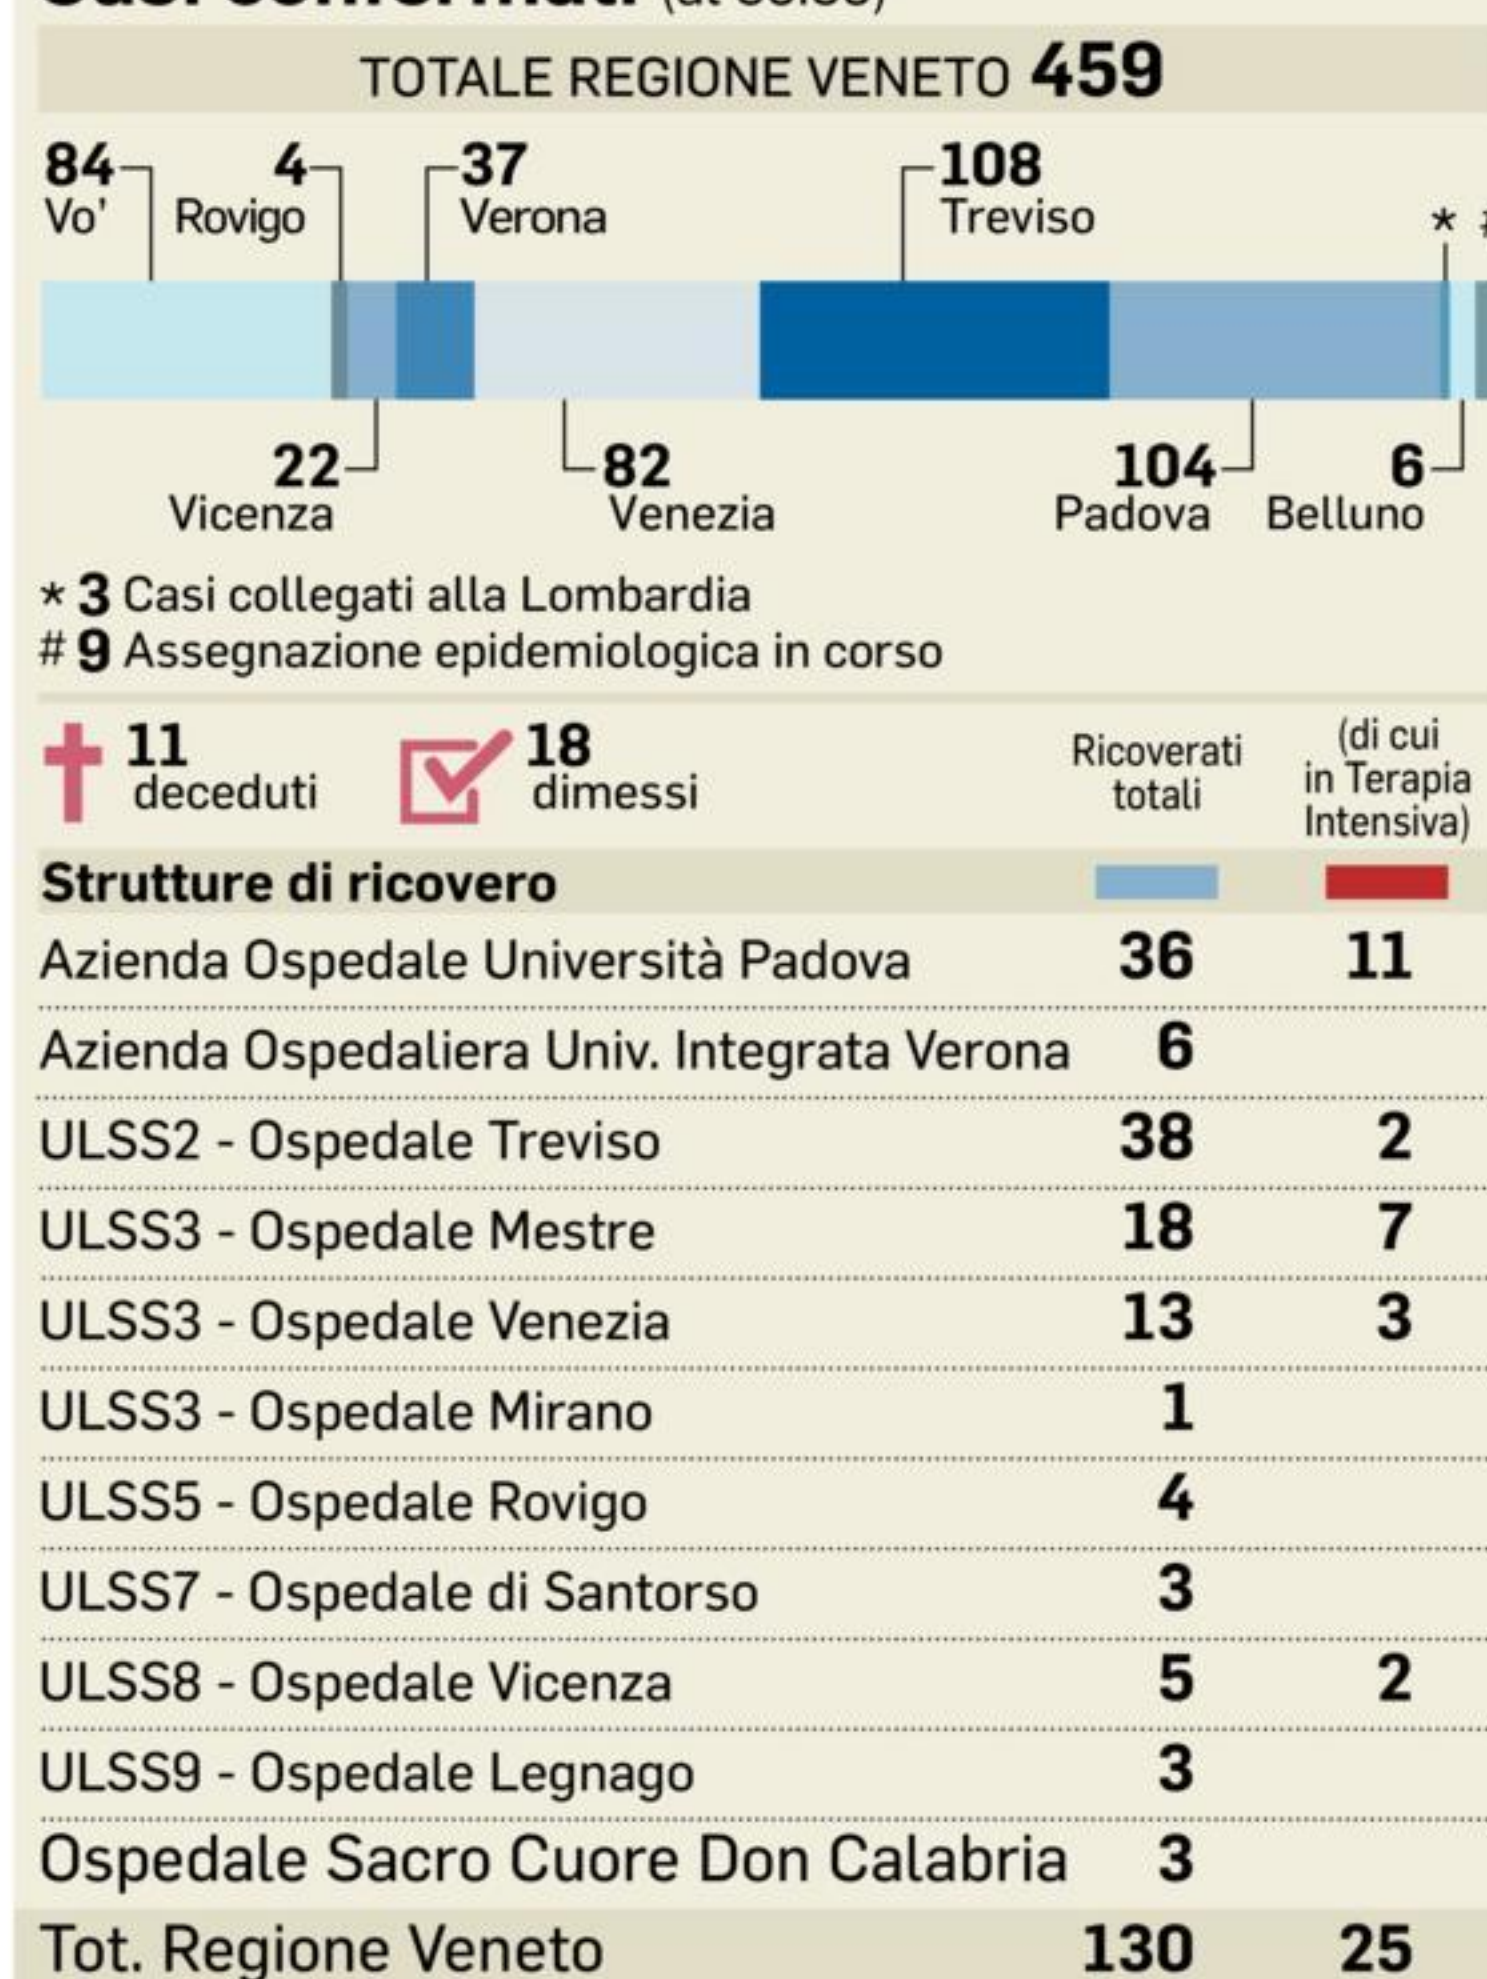 TOTALE REGIONE VENETO 459
84 4 37 108
Vo' Rovigo Verona Treviso *
22 82 104 6
Vicenza Venezia Padova Belluno
* 3 Casi collegati alla Lombardia
# 9 Assegnazione epidemiologica in corso
11 deceduti
18 dimessi
Ricoverati
totali
(di cui
in Terapia
Intensiva)
Strutture di ricovero
Azienda Ospedale Università Padova 36 11
Azienda Ospedaliera Univ. Integrata Verona 6
ULSS2 - Ospedale Treviso 38 2
ULSS3 - Ospedale Mestre 18 7
ULSS3 - Ospedale Venezia 13 3
ULSS3 - Ospedale Mirano 1
ULSS5 - Ospedale Rovigo 4
ULSS7 - Ospedale di Santorso 3
ULSS8 - Ospedale Vicenza 5 2
ULSS9 - Ospedale Legnago 3
Ospedale Sacro Cuore Don Calabria 3
Tot. Regione Veneto 130 25